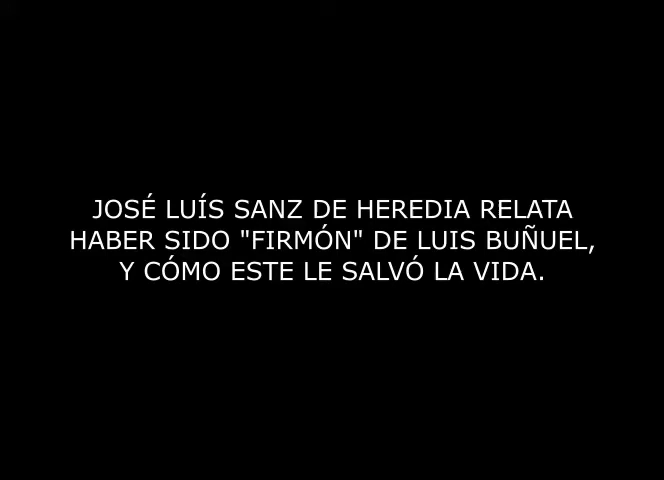 JOSÉ LUÍS SANZ DE HEREDIA RELATA
HABER SIDO "FIRMÓN" DE LUIS BUÑUEL,
Y CÓMO ESTE LE SALVÓ LA VIDA.